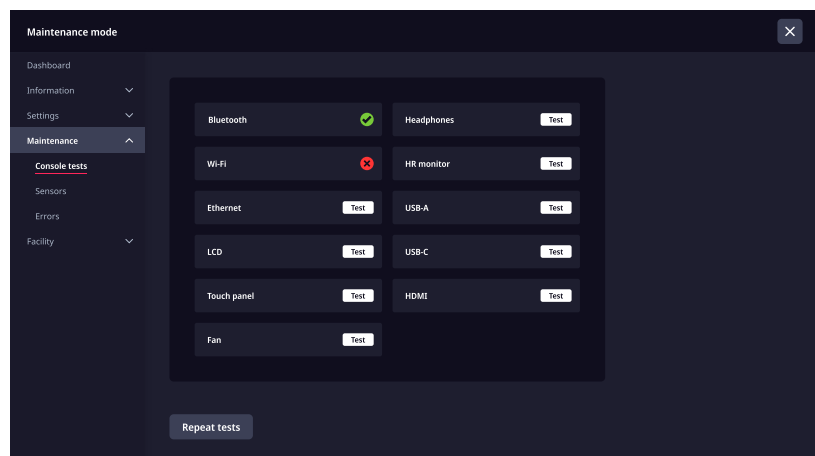 Maintenance mode
Dashboard
Information
Settings
Maintenance
Console tests
Sensors
Errors
Facility
Bluetooth
Headphones Test
Wi-Fi
HR monitor Test
Ethernet Test
USB-A Test
LCD Test
USB-C Test
Touch panel Test
HDMI Test
Fan Test
Repeat tests